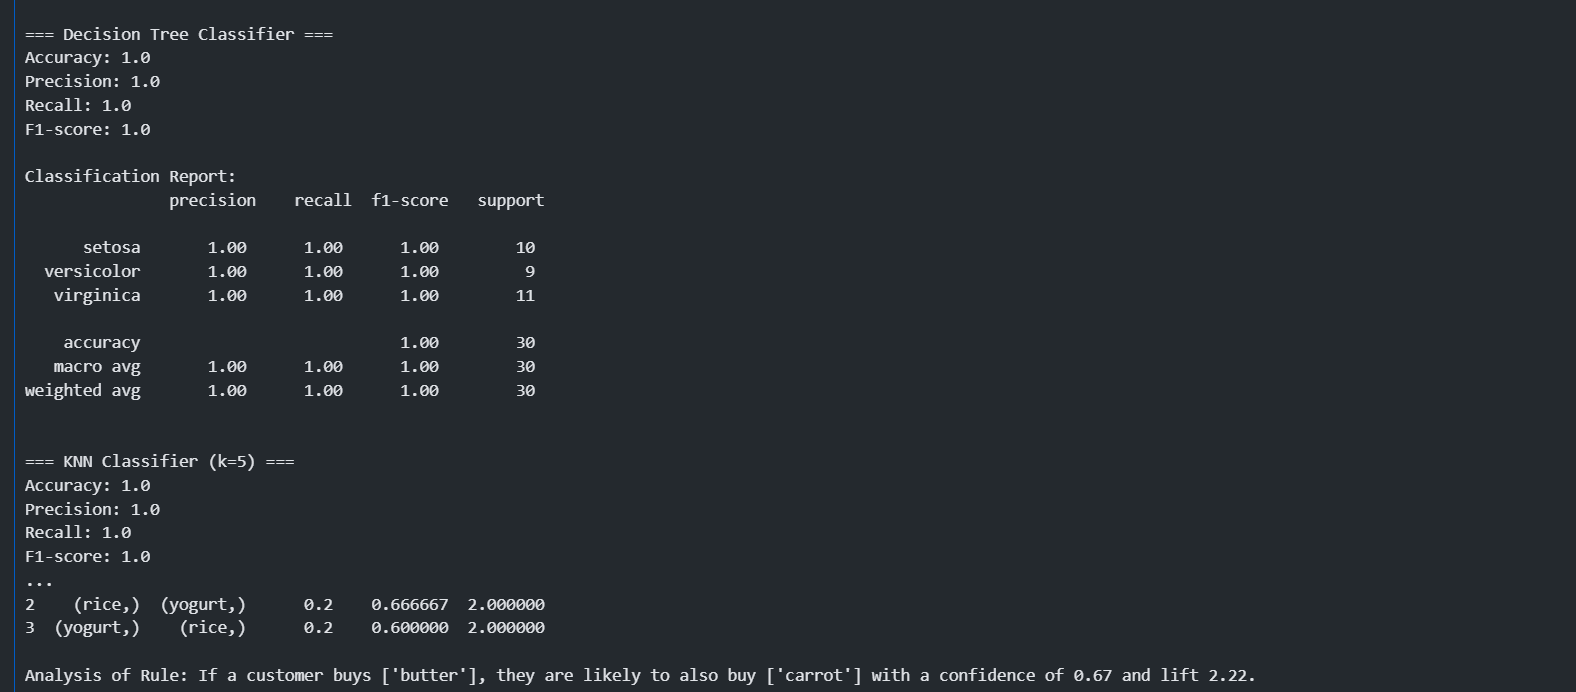 === Decision Tree Classifier ===
Accuracy: 1.0
Precision: 1.0
Recall: 1.0
F1-score: 1.0
Classification Report:
precision recall f1-score support
setosa 1.00 1.00 1.00 10
versicolor 1.00 1.00 1.00 9
virginica 1.00 1.00 1.00 11
accuracy 1.00 30
macro avg 1.00 1.00 1.00 30
weighted avg 1.00 1.00 1.00 30
=== KNN Classifier (k=5) ===
Accuracy: 1.0
Precision: 1.0
Recall: 1.0
F1-score: 1.0
...
2 (rice,) (yogurt,) 0.2 0.666667 2.000000
3 (yogurt,) (rice,) 0.2 0.600000 2.000000
Analysis of Rule: If a customer buys ['butter'], they are likely to also buy ['carrot'] with a confidence of 0.67 and lift 2.22.